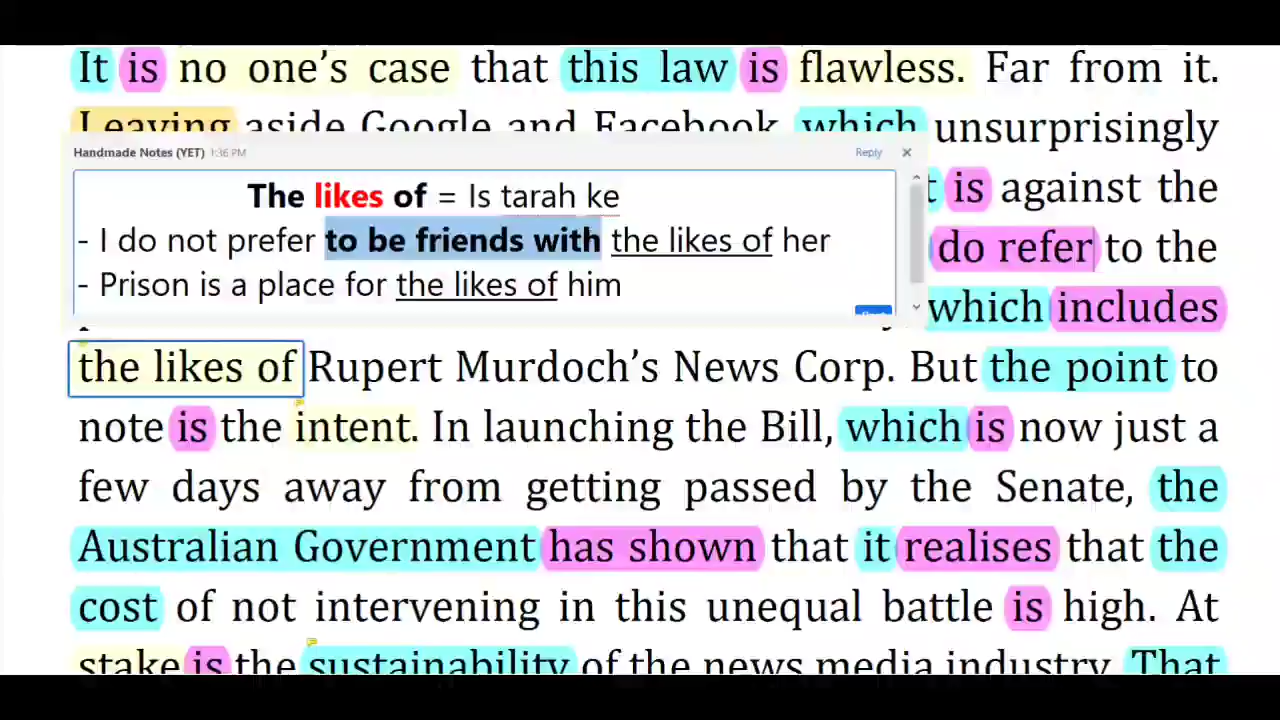 It is no one's case that this law is flawless. Far from it.
Leaving aside Google and Facebook, which unsurprisingly
Handmade Notes (YET) 1:36 PM
Reply
The likes of = Is tarah ke
- I do not prefer to be friends with the likes of her
- Prison is a place for the likes of him
is against the
do refer to the
which includes
the likes of Rupert Murdoch's News Corp. But the point to
note is the intent. In launching the Bill, which is now just a
few days away from getting passed by the Senate, the
Australian Government has shown that it realises that the
cost of not intervening in this unequal battle is high. At
stake is the sustainability of the news media industry. That